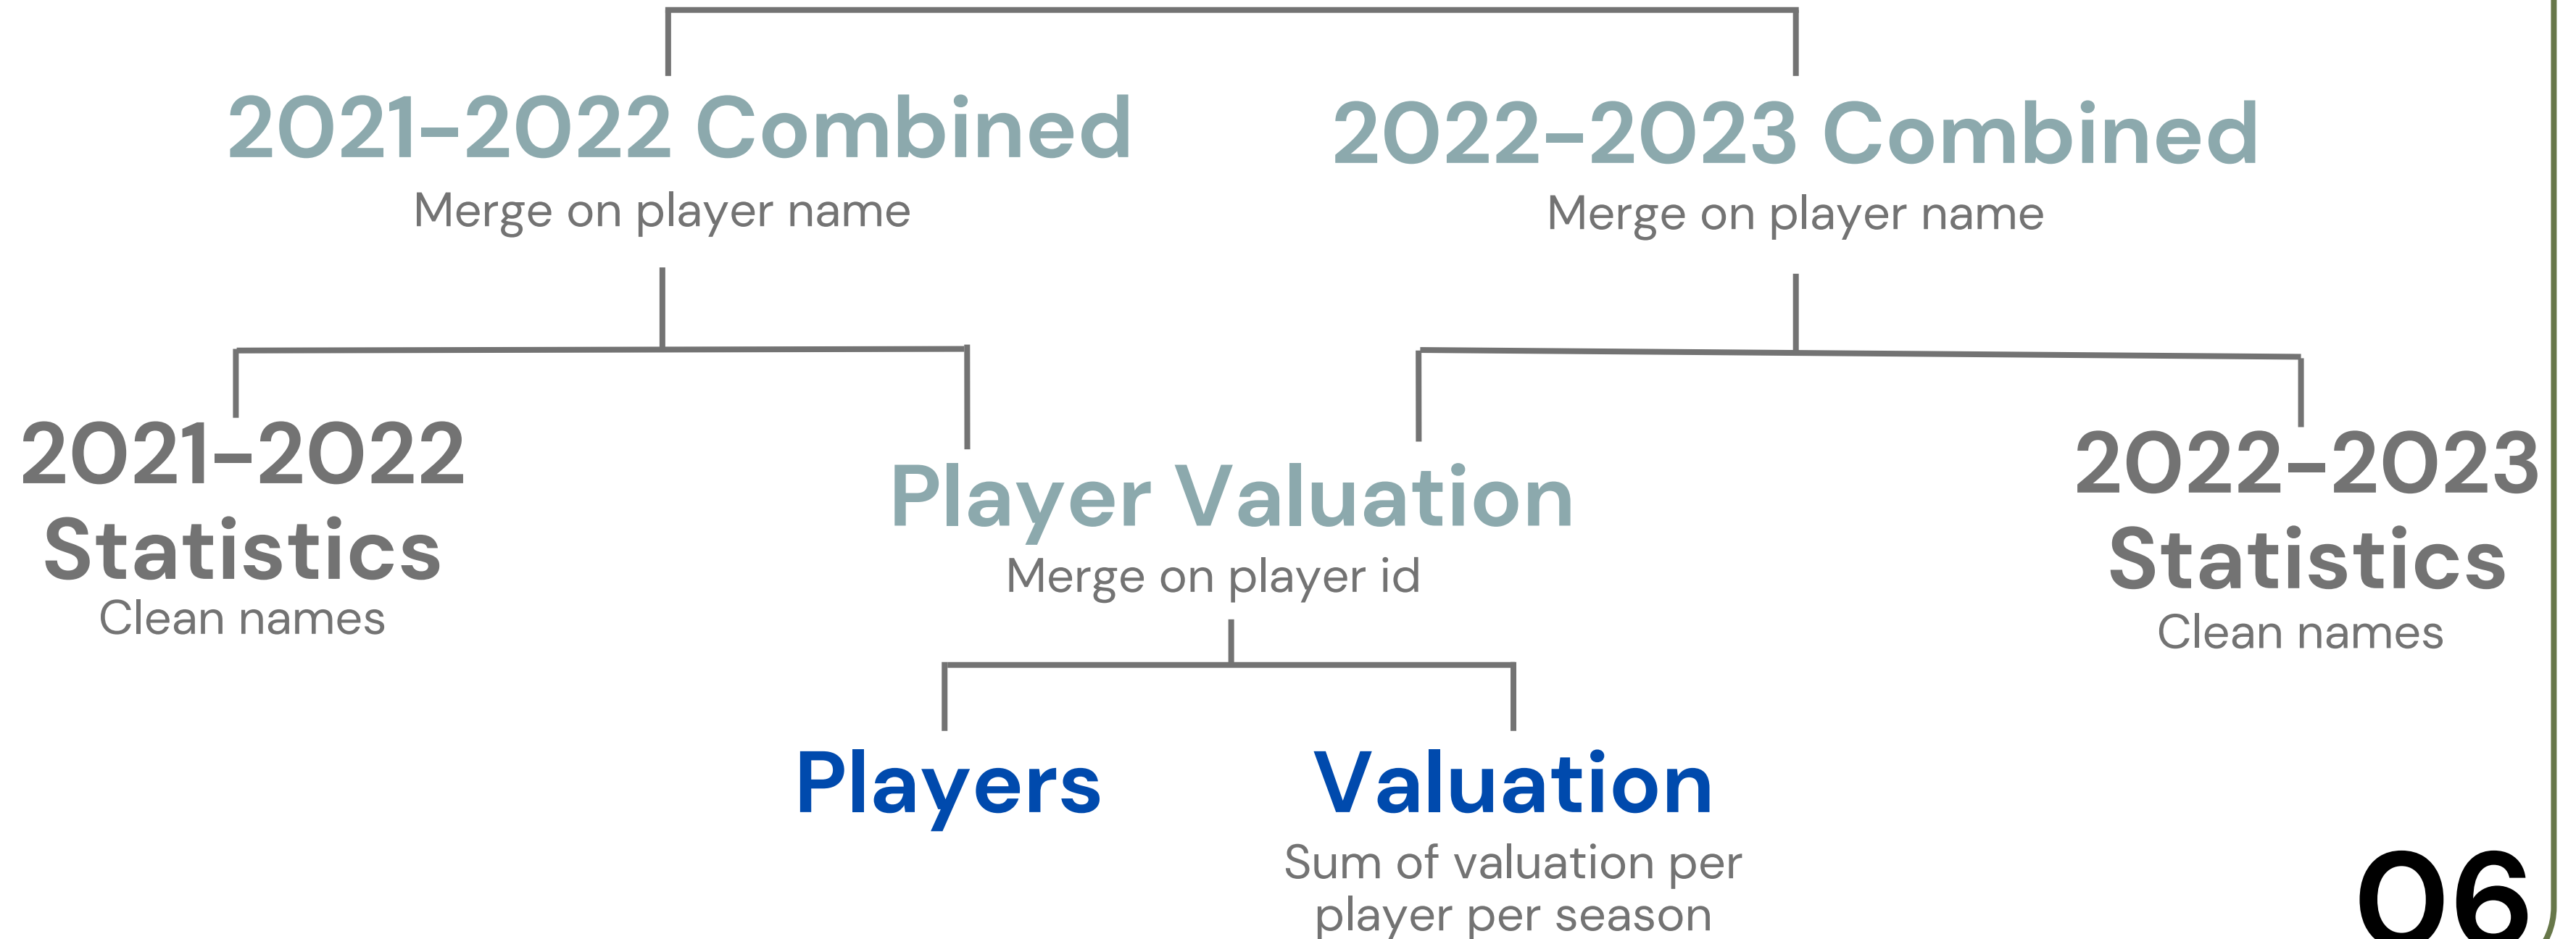 2021–2022 Combined
Merge on player name
2022–2023 Combined
Merge on player name
2021–2022
Statistics
Clean names
Player Valuation
Merge on player id
2022–2023
Statistics
Clean names
Players
Valuation
Sum of valuation per
player per season
06